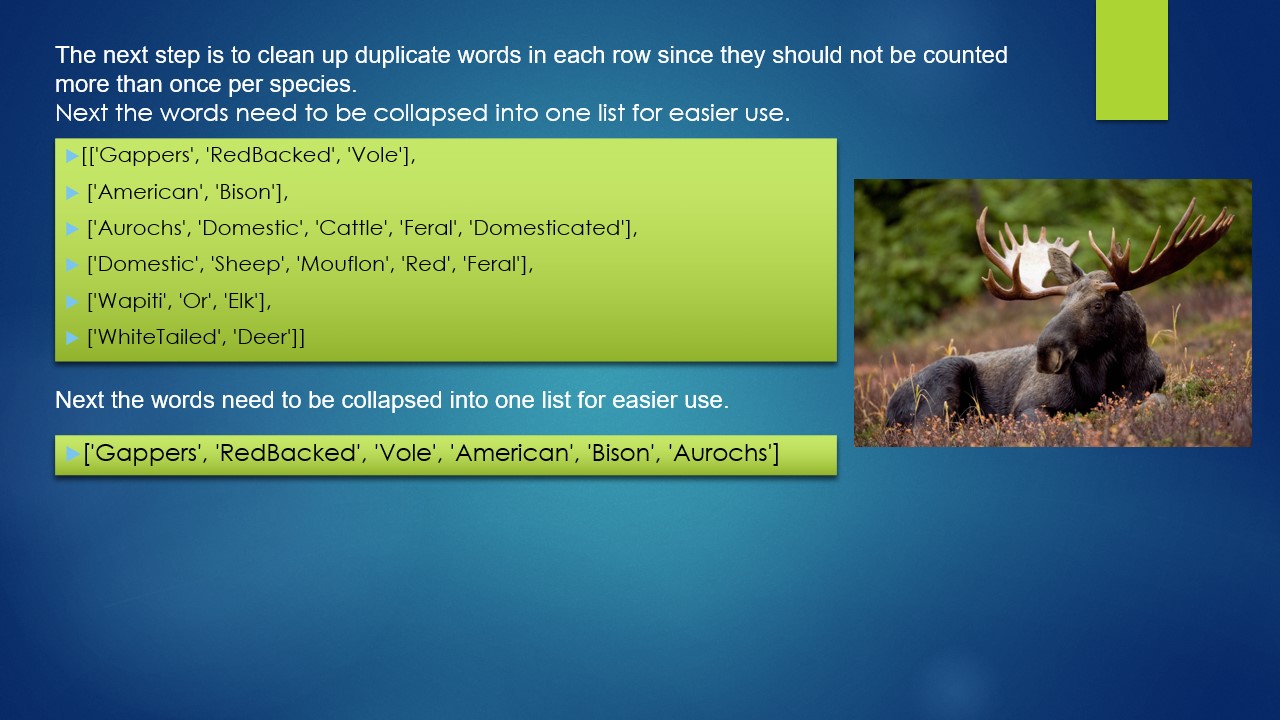 The next step is to clean up duplicate words in each row since they should not be counted
more than once per species.
Next the words need to be collapsed into one list for easier use.
[['Gappers', 'RedBacked', 'Vole'],
['American', 'Bison'],
['Aurochs', 'Domestic', 'Cattle', 'Feral', 'Domesticated'],
['Domestic', 'Sheep', 'Mouflon', 'Red', 'Feral'],
['Wapiti', 'Or', 'Elk'],
['WhiteTailed', 'Deer']]
Next the words need to be collapsed into one list for easier use.
['Gappers', 'RedBacked', 'Vole', 'American', 'Bison', 'Aurochs']